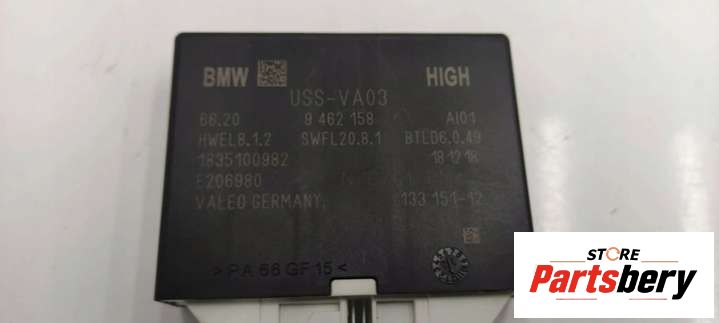 BMW HIGH
USS-VA03
66.20 9 462 158 AI01
HWEL8.1.2 SWFL20.8.1 BTLD6.0.49
1835100982 181218
E206980
VALEO GERMANY, 133 151-12
>PA 66 GF 15<
STORE
Partsbery